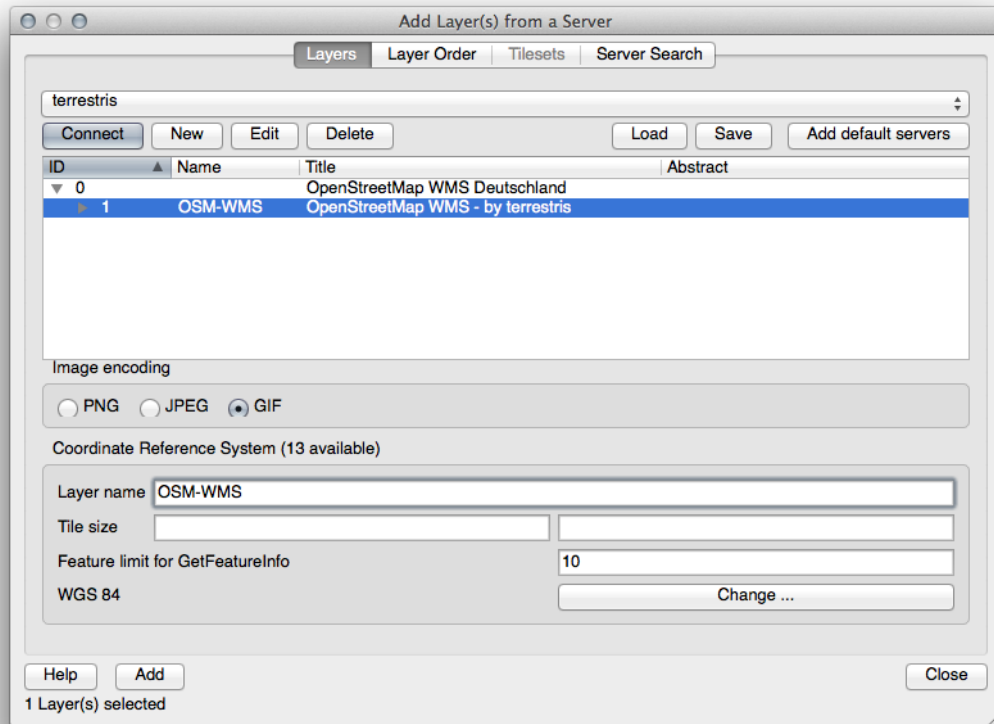 Add Layer(s) from a Server
Layers Layer Order Tilesets Server Search
terrestris
Connect New Edit Delete Load Save Add default servers
ID Name Title Abstract
0 OpenStreetMap WMS Deutschland
1 OSM-WMS OpenStreetMap WMS - by terrestris
Image encoding
PNG JPEG GIF
Coordinate Reference System (13 available)
Layer name OSM-WMS
Tile size
Feature limit for GetFeatureInfo 10
WGS 84 Change ...
Help Add Close
1 Layer(s) selected